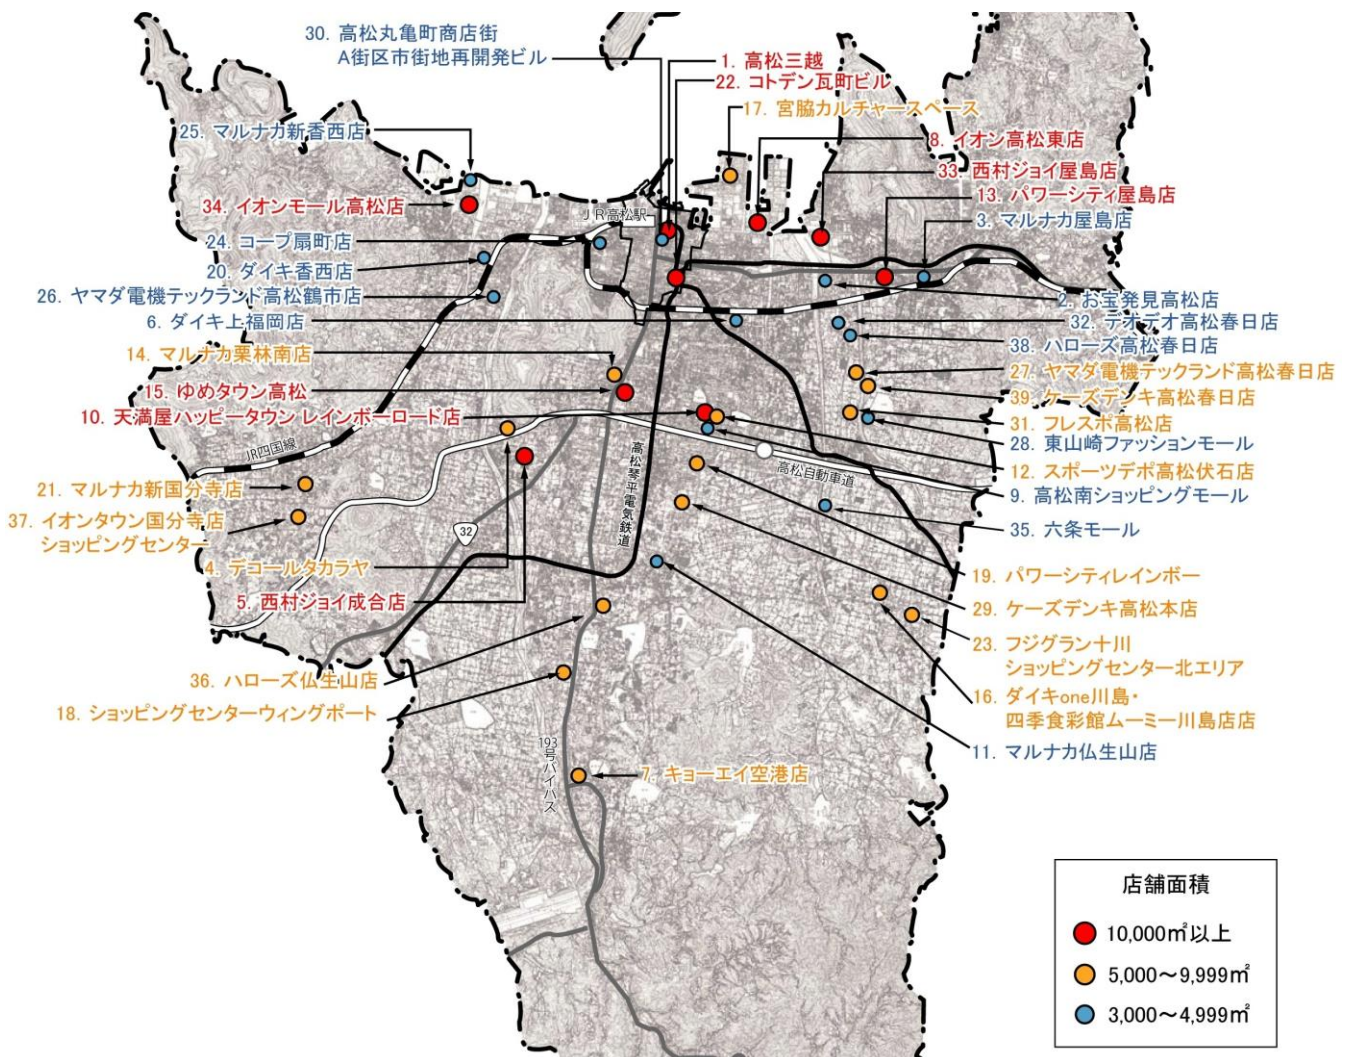 30. 高松丸亀町商店街
A街区市街地再開発ビル
1. 高松三越
22. コトデン瓦町ビル
17. 宮脇カルチャースペース
25. マルナカ新香西店
8. イオン高松東店
33. 西村ジョイ屋島店
34. イオンモール高松店
13. パワーシティ屋島店
JR高松駅
3. マルナカ屋島店
24. コープ扇町店
20. ダイキ香西店
26. ヤマダ電機テックランド高松鶴市店
2. お宝発見高松店
6. ダイキ上福岡店
32. デオデオ高松春日店
38. ハローズ高松春日店
14. マルナカ栗林南店
27. ヤマダ電機テックランド高松春日店
15. ゆめタウン高松
39. ケーズデンキ高松春日店
10. 天満屋ハッピータウン レインボーロード店
31. フレスポ高松店
28. 東山崎ファッションモール
JR四国線
高松琴平電気鉄道
高松自動車道
12. スポーツデポ高松伏石店
21. マルナカ新国分寺店
9. 高松南ショッピングモール
37. イオンタウン国分寺店
ショッピングセンター
32
35. 六条モール
4. デコールタカラヤ
19. パワーシティレインボー
5. 西村ジョイ成合店
29. ケーズデンキ高松本店
23. フジグラン十川
ショッピングセンター北エリア
36. ハローズ仏生山店
16. ダイキone川島・
四季食彩館ムーミー川島店店
18. ショッピングセンターウィングポート
11. マルナカ仏生山店
193号バイパス
7. キョーエイ空港店
店舗面積
10,000㎡以上
5,000～9,999㎡
3,000～4,999㎡